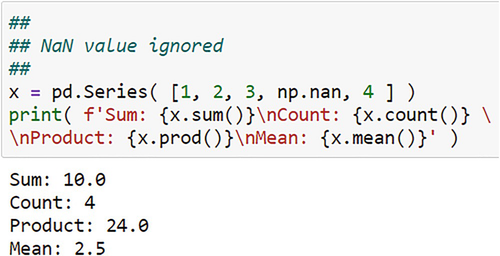 ##
## NaN value ignored
##
x = pd.Series( [1, 2, 3, np.nan, 4 ] )
print( f'Sum: {x.sum()}\nCount: {x.count()} \
\nProduct: {x.prod()}\nMean: {x.mean()}' )
Sum: 10.0
Count: 4
Product: 24.0
Mean: 2.5